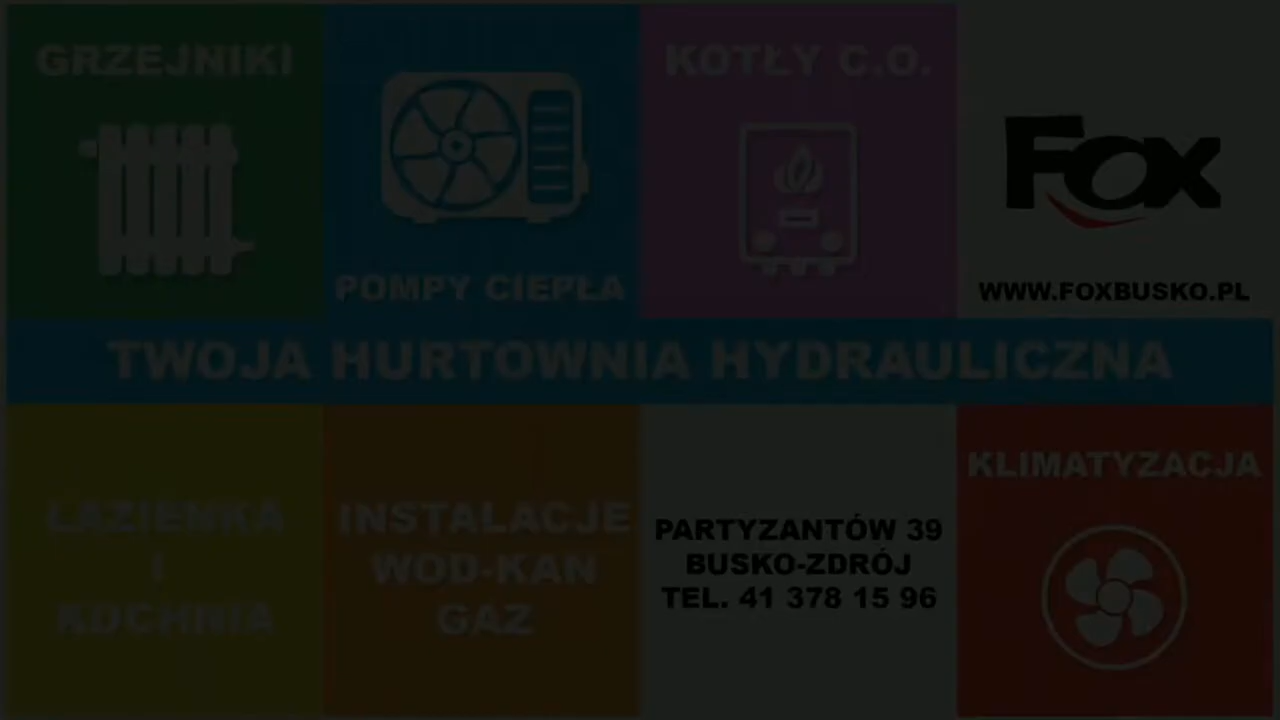 GRZEJNIKI
POMPY CIEPŁA
KOTŁY C.O.
FOX
WWW.FOXBUSKO.PL
TWOJA HURTOWNIA HYDRAULICZNA
ŁAZIENKA
I
KUCHNIA
INSTALACJE
WOD-KAN
GAZ
PARTYZANTÓW 39
BUSKO-ZDRÓJ
TEL. 41 378 15 96
KLIMATYZACJA